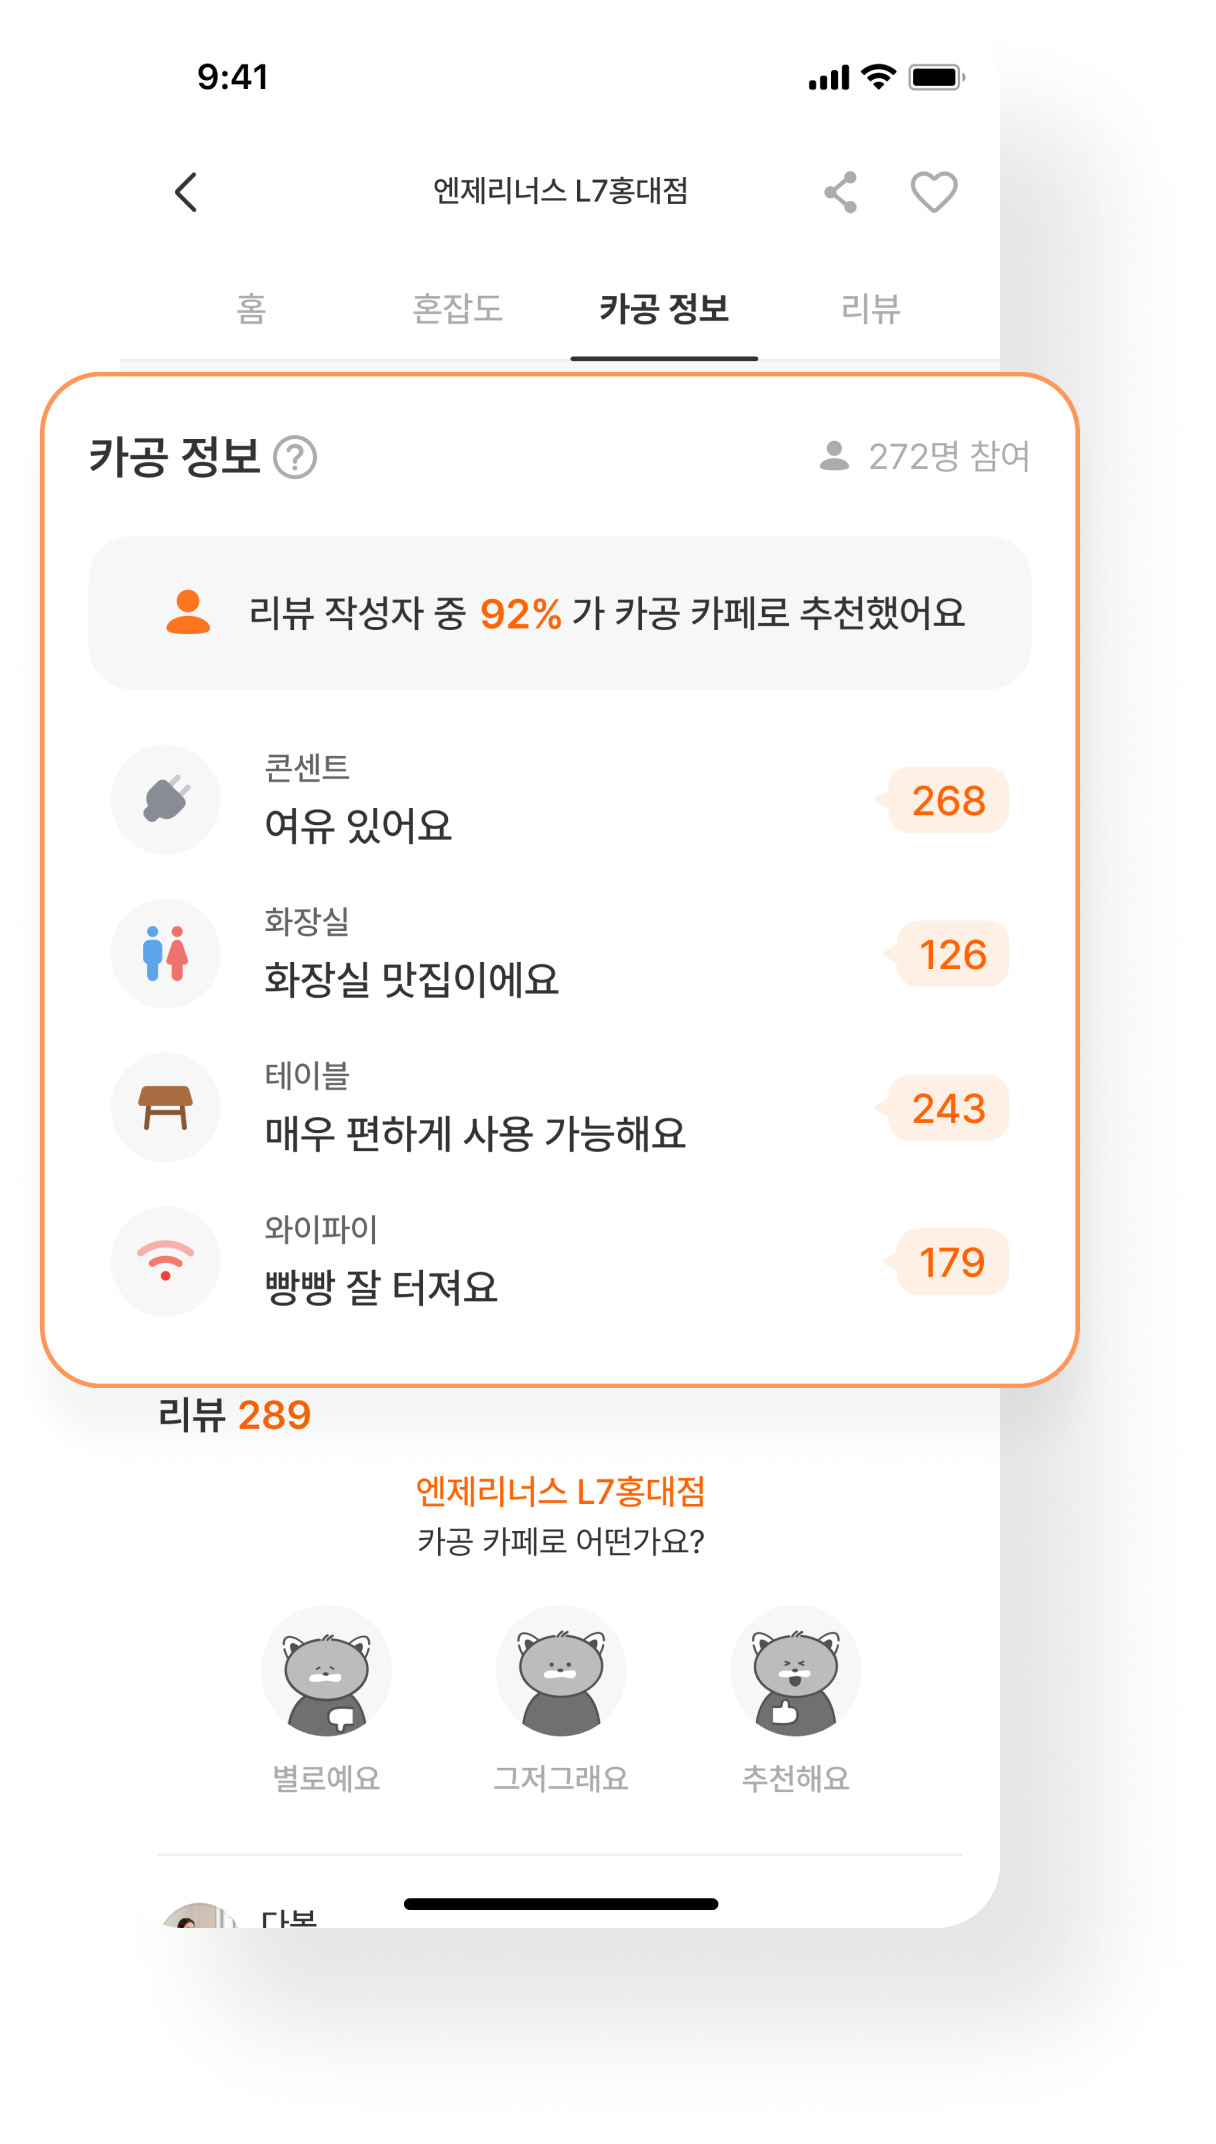 9:41
엔제리너스 L7홍대점
홈 혼잡도 카공 정보 리뷰
카공 정보 ?
272명 참여
리뷰 작성자 중 92% 가 카공 카페로 추천했어요
콘센트
여유 있어요
268
화장실
화장실 맛집이에요
126
테이블
매우 편하게 사용 가능해요
243
와이파이
빵빵 잘 터져요
179
리뷰 289
엔제리너스 L7홍대점
카공 카페로 어떤가요?
별로예요 그저그래요 추천해요